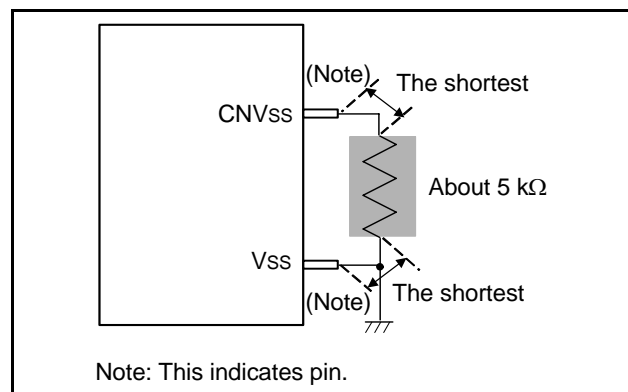 (Note)
The shortest
CNVSS
About 5 kΩ
VSS
The shortest
(Note)
Note: This indicates pin.